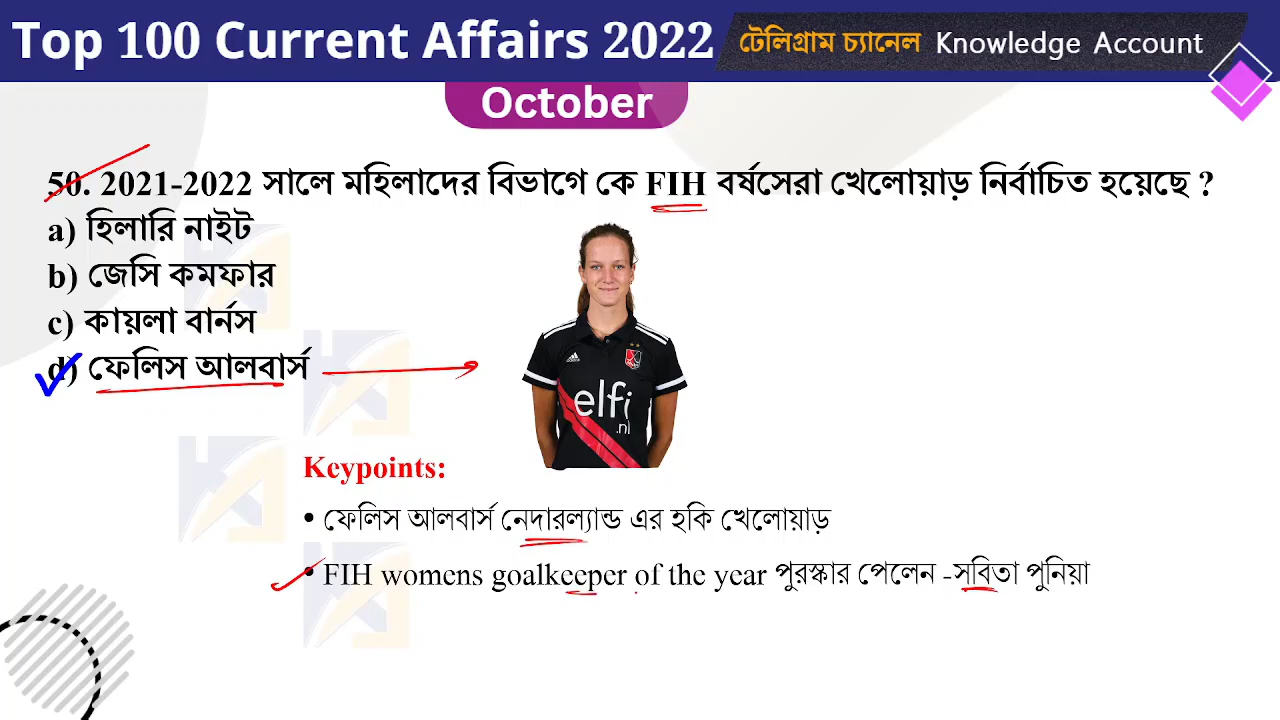 Top 100 Current Affairs 2022
টেলিগ্রাম চ্যানেল Knowledge Account
October
50. 2021-2022 সালে মহিলাদের বিভাগে কে FIH বর্ষসেরা খেলোয়াড় নির্বাচিত হয়েছে ?
a) হিলারি নাইট
b) জেসি কমফার
c) কায়লা বার্নস
d) ফেলিস আলবার্স
elfi
.nl
Keypoints:
• ফেলিস আলবার্স নেদারল্যান্ড এর হকি খেলোয়াড়
• FIH womens goalkeeper of the year পুরস্কার পেলেন -সবিতা পুনিয়া